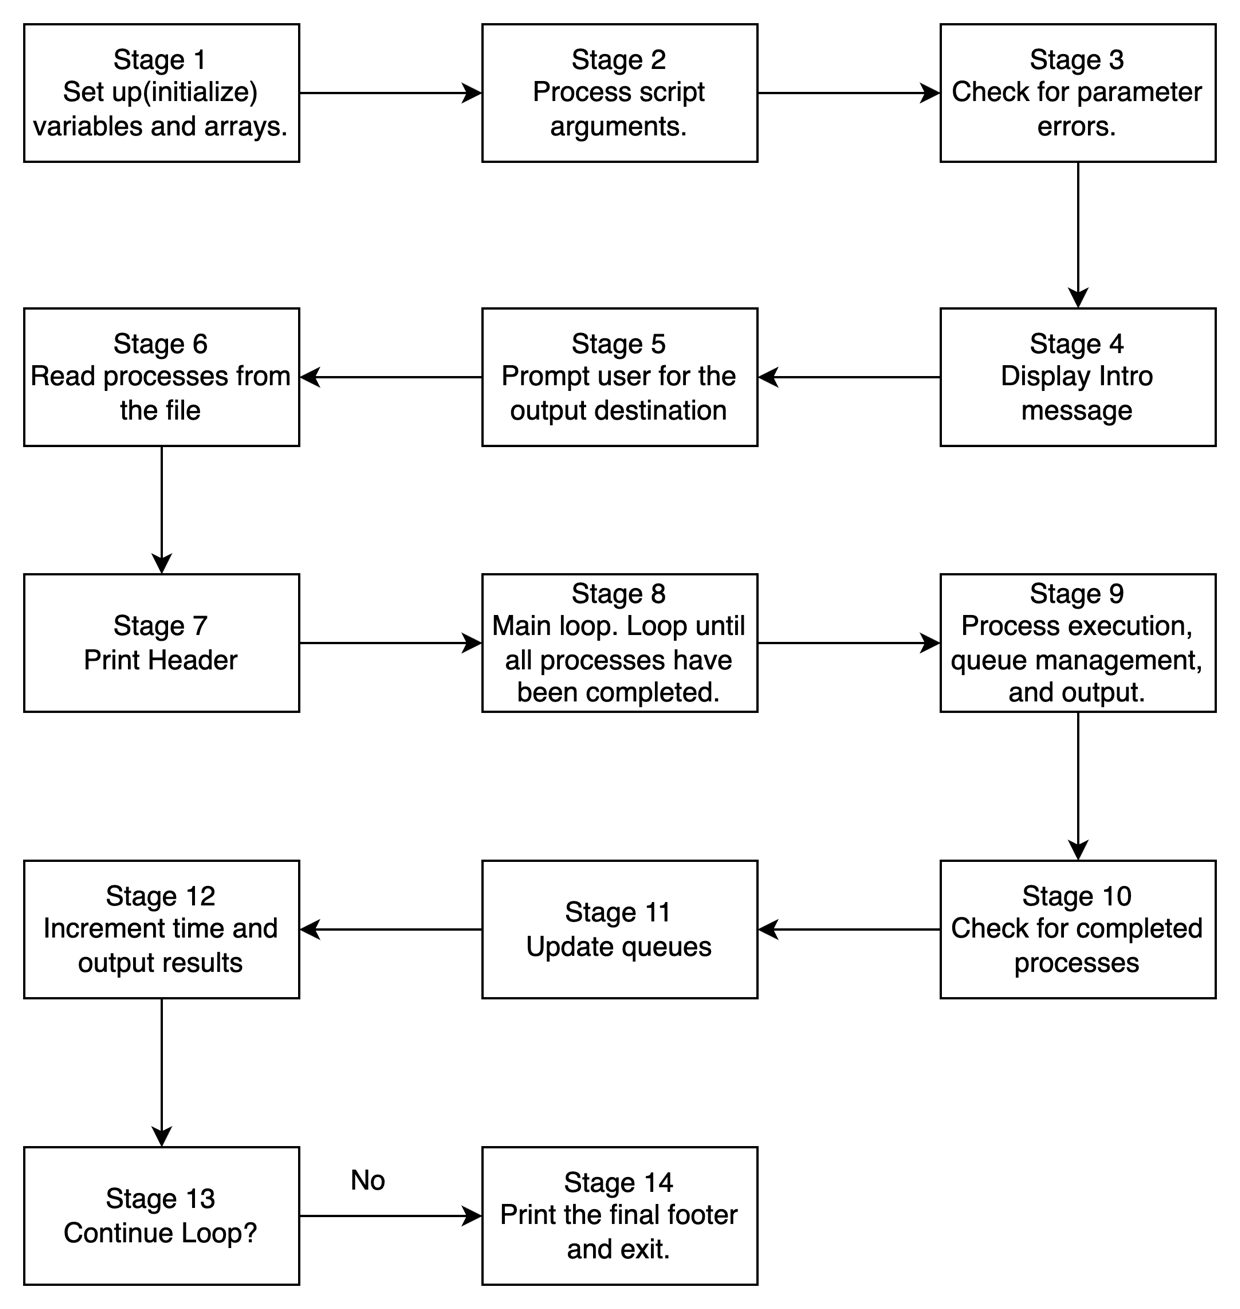 Stage 1
Set up(initialize)
variables and arrays.
Stage 2
Process script
arguments.
Stage 3
Check for parameter
errors.
Stage 4
Display Intro
message
Stage 5
Prompt user for the
output destination
Stage 6
Read processes from
the file
Stage 7
Print Header
Stage 8
Main loop. Loop until
all processes have
been completed.
Stage 9
Process execution,
queue management,
and output.
Stage 10
Check for completed
processes
Stage 11
Update queues
Stage 12
Increment time and
output results
Stage 13
Continue Loop?
No
Stage 14
Print the final footer
and exit.